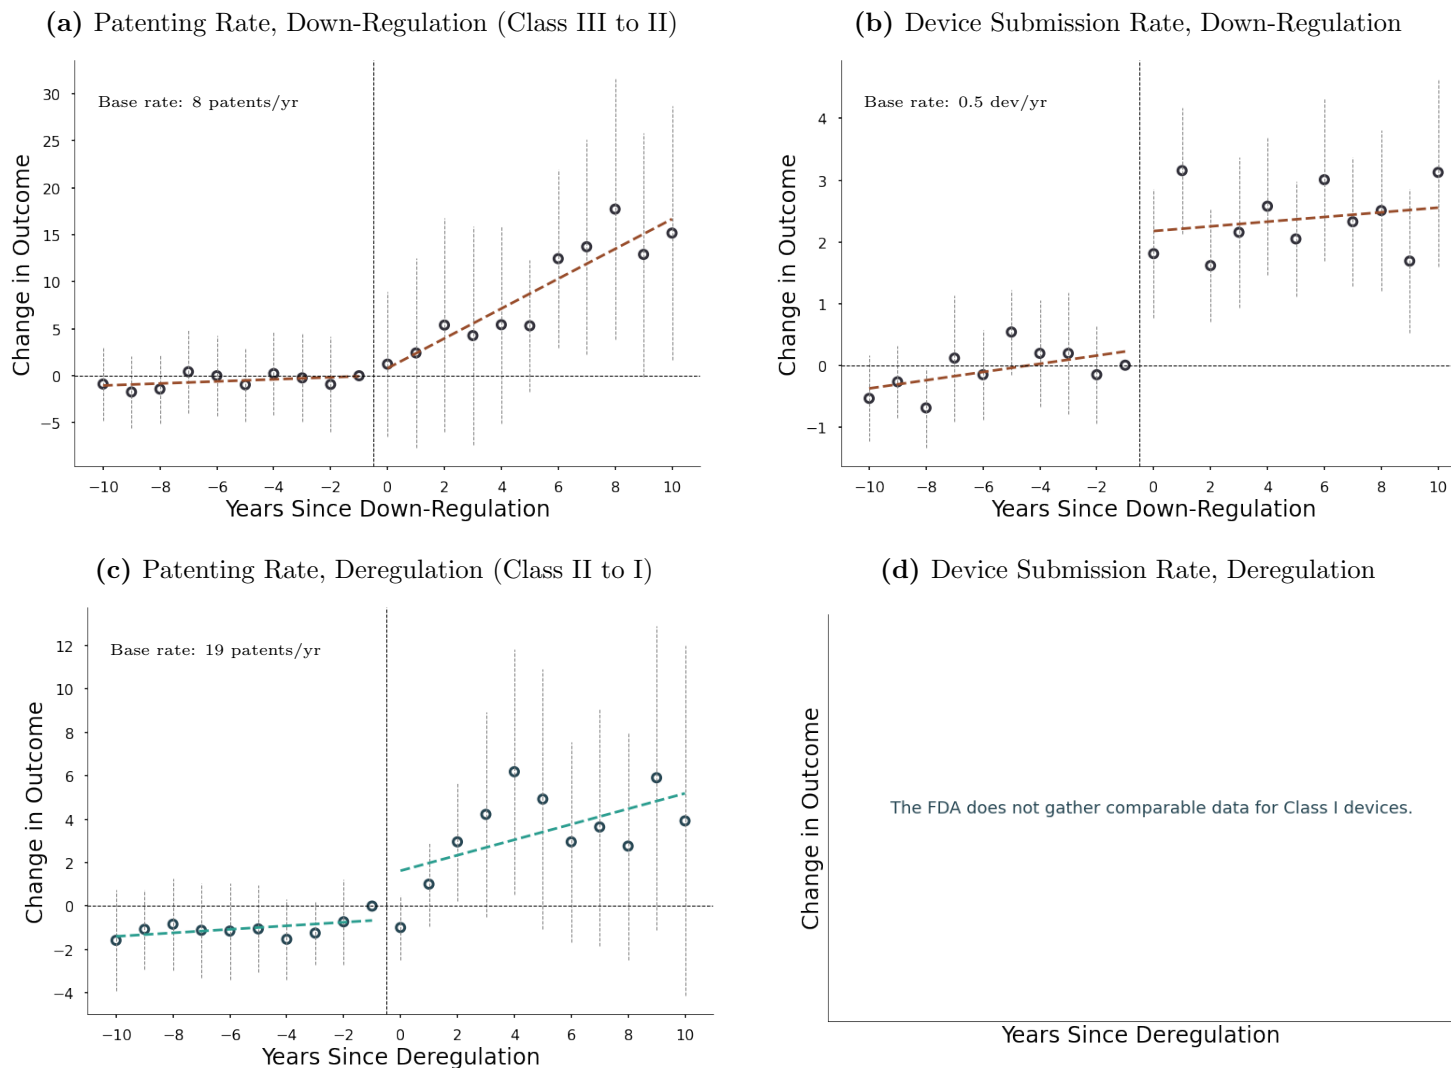 (a) Patenting Rate, Down-Regulation (Class III to II)
Base rate: 8 patents/yr
Change in Outcome
30
25
20
15
10
5
0
−5
−10 −8 −6 −4 −2 0 2 4 6 8 10
Years Since Down-Regulation
(b) Device Submission Rate, Down-Regulation
Base rate: 0.5 dev/yr
Change in Outcome
4
3
2
1
0
−1
−10 −8 −6 −4 −2 0 2 4 6 8 10
Years Since Down-Regulation
(c) Patenting Rate, Deregulation (Class II to I)
Base rate: 19 patents/yr
Change in Outcome
12
10
8
6
4
2
0
−2
−4
−10 −8 −6 −4 −2 0 2 4 6 8 10
Years Since Deregulation
(d) Device Submission Rate, Deregulation
Change in Outcome
The FDA does not gather comparable data for Class I devices.
Years Since Deregulation